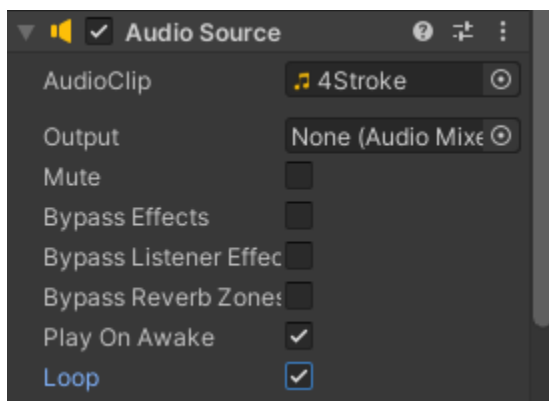 Audio Source
AudioClip 4Stroke
Output None (Audio Mixe
Mute
Bypass Effects
Bypass Listener Effec
Bypass Reverb Zones
Play On Awake
Loop